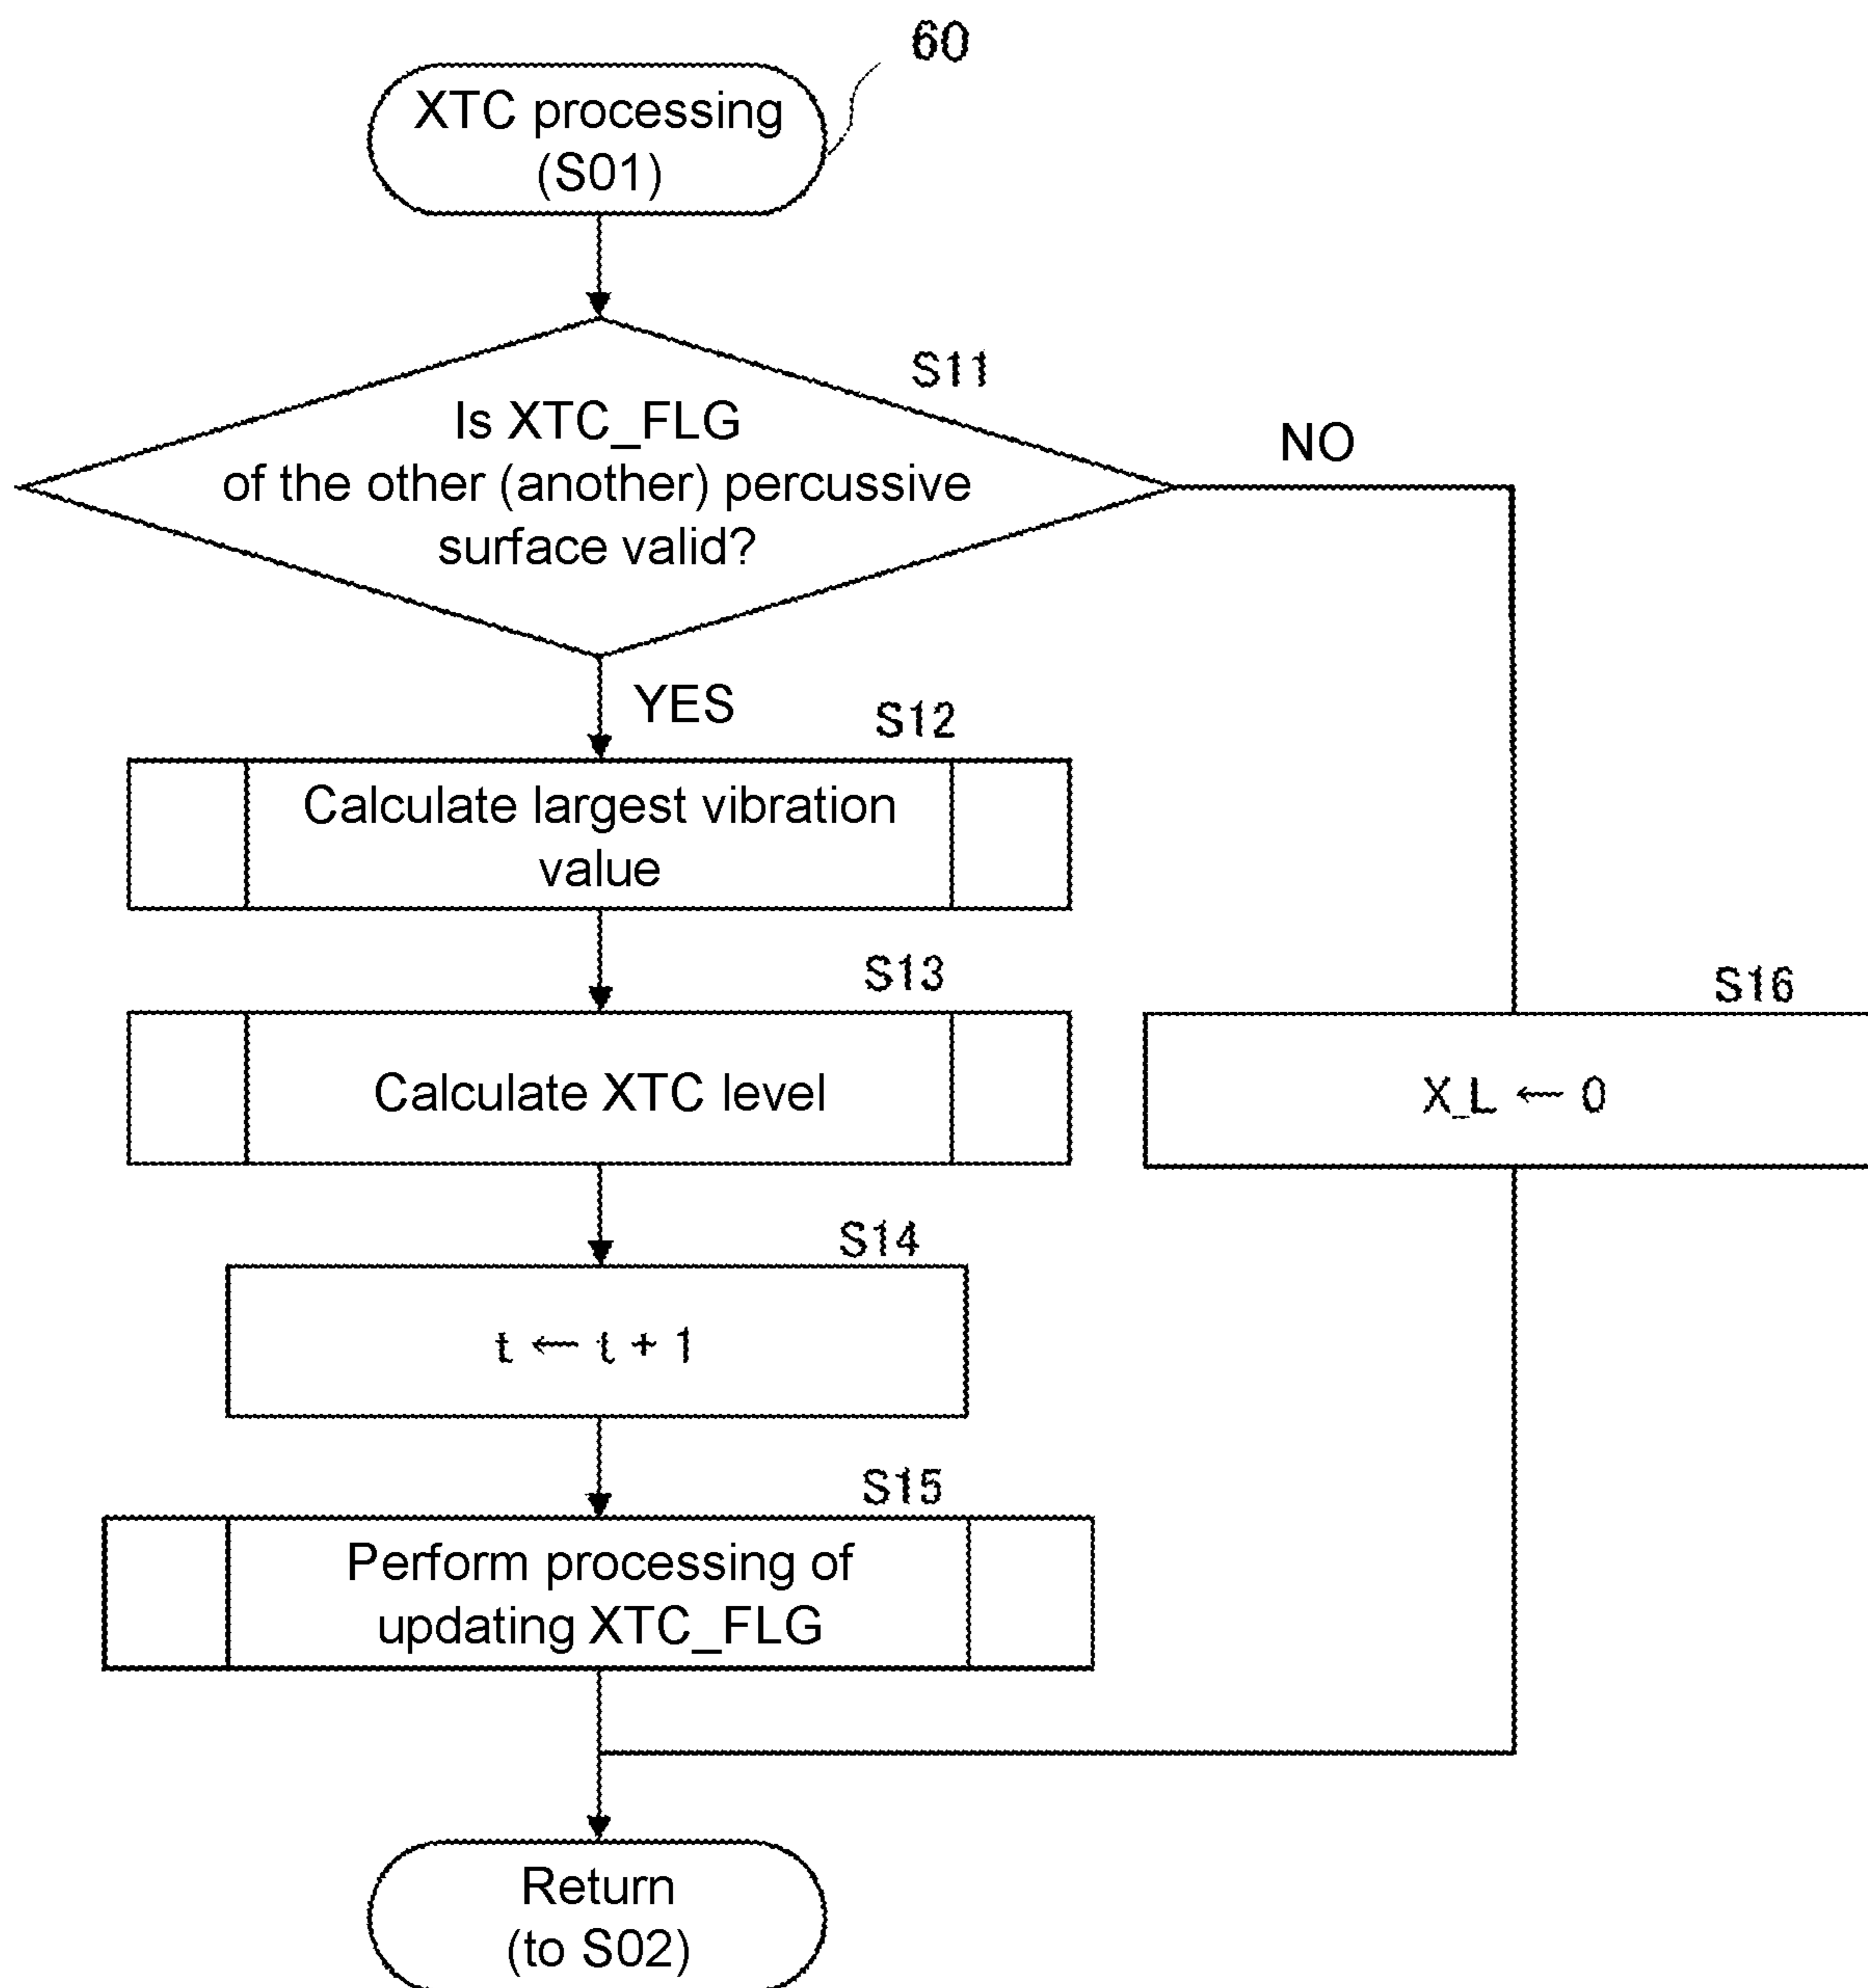 60
XTC processing
(S01)
S11
Is XTC_FLG
of the other (another) percussive
surface valid?
NO
YES
S12
Calculate largest vibration
value
S13
Calculate XTC level
S16
X_L ← 0
S14
t ← t + 1
S15
Perform processing of
updating XTC_FLG
Return
(to S02)